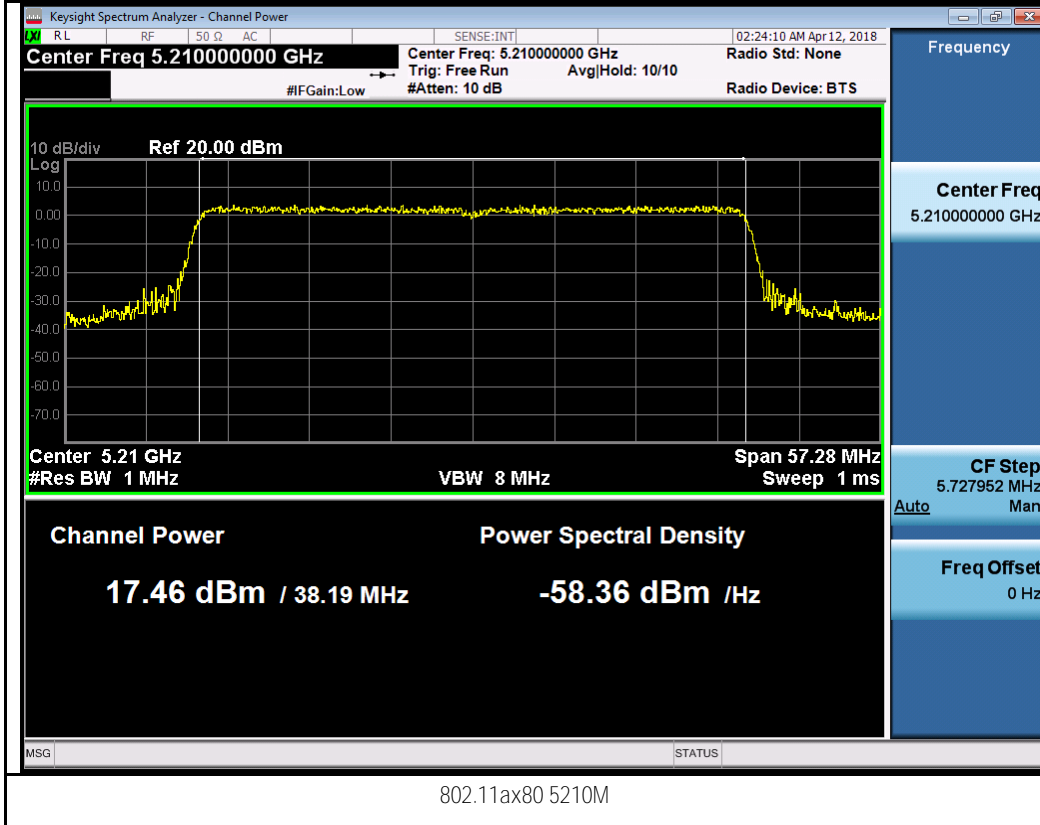 Keysight Spectrum Analyzer - Channel Power
LXI RL RF 50 Ω AC SENSE:INT 02:24:10 AM Apr 12, 2018
Center Freq 5.210000000 GHz
#IFGain:Low
Center Freq: 5.210000000 GHz
Trig: Free Run Avg|Hold: 10/10
#Atten: 10 dB
Radio Std: None
Radio Device: BTS
Frequency
10 dB/div Ref 20.00 dBm
Log
10.0
0.00
-10.0
-20.0
-30.0
-40.0
-50.0
-60.0
-70.0
Center 5.21 GHz Span 57.28 MHz
#Res BW 1 MHz VBW 8 MHz Sweep 1 ms
Channel Power Power Spectral Density
17.46 dBm / 38.19 MHz -58.36 dBm /Hz
Center Freq
5.210000000 GHz
CF Step
5.727952 MHz
Auto Man
Freq Offset
0 Hz
MSG STATUS
802.11ax80 5210M